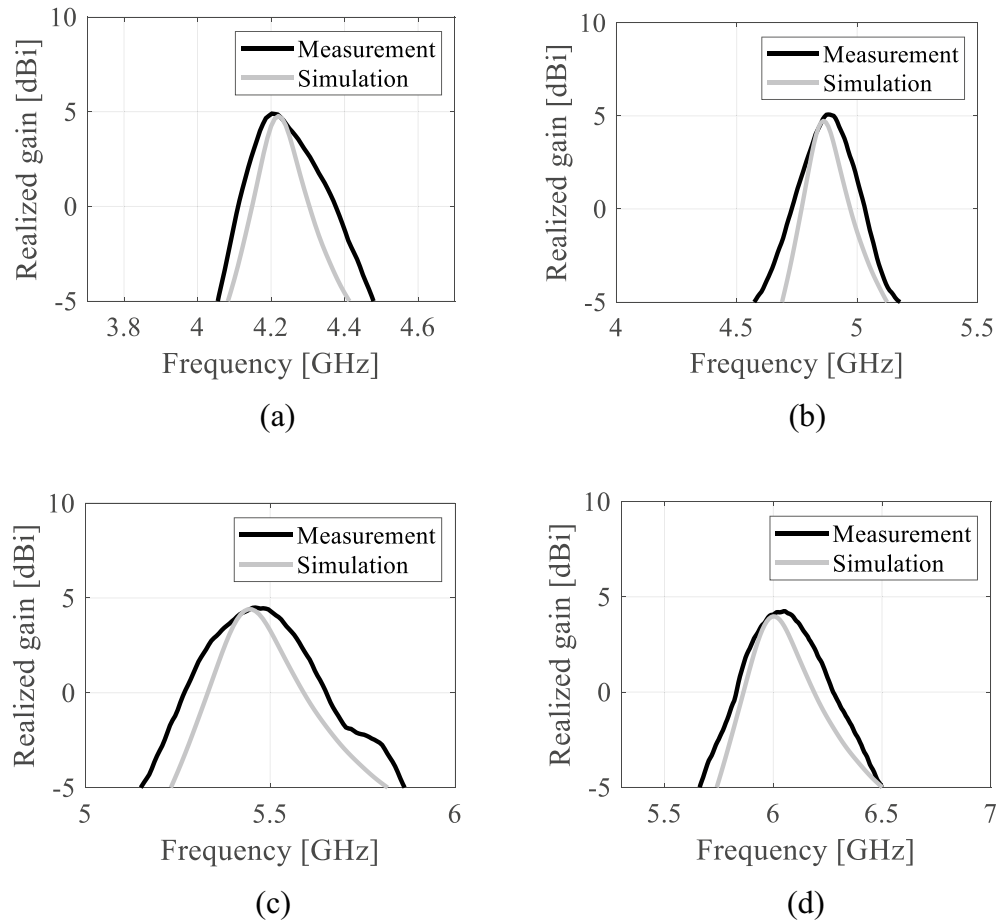 10
5
0
-5
Realized gain [dBi]
Measurement
Simulation
3.8 4 4.2 4.4 4.6
Frequency [GHz]
(a)
10
5
0
-5
Realized gain [dBi]
Measurement
Simulation
4 4.5 5 5.5
Frequency [GHz]
(b)
10
5
0
-5
Realized gain [dBi]
Measurement
Simulation
5 5.5 6
Frequency [GHz]
(c)
10
5
0
-5
Realized gain [dBi]
Measurement
Simulation
5.5 6 6.5 7
Frequency [GHz]
(d)